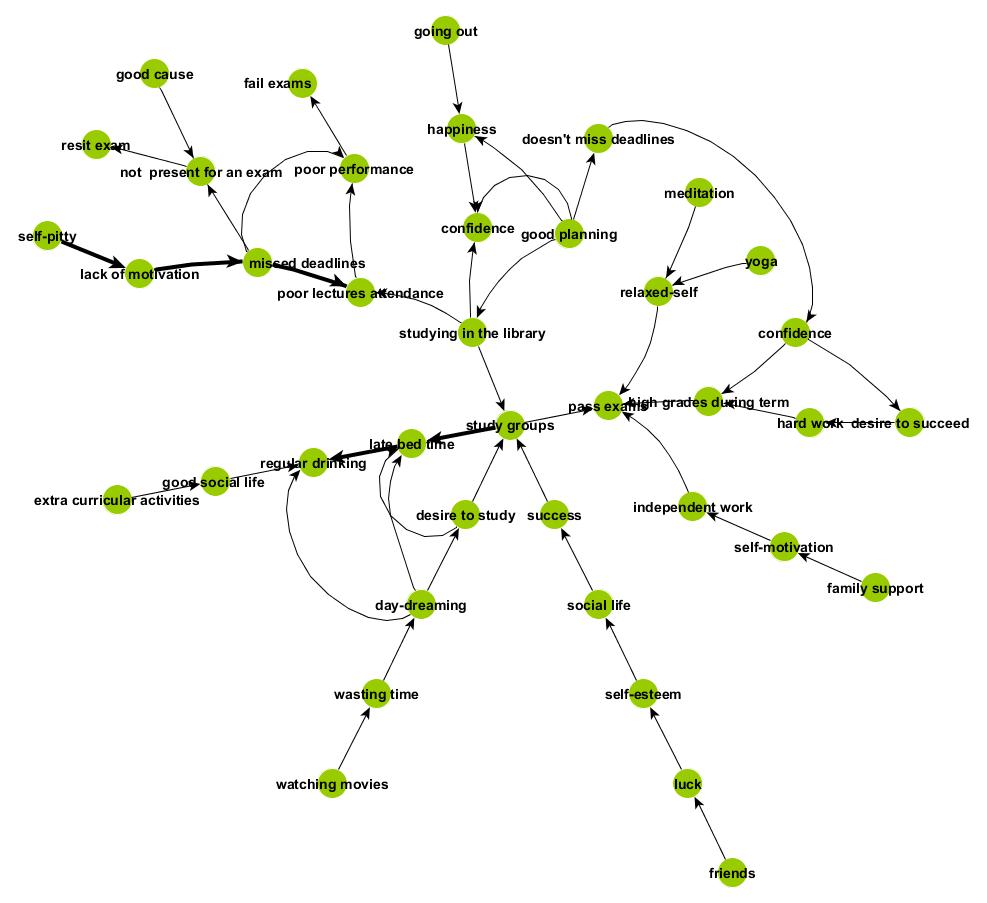 going out
good cause
fail exams
happiness
doesn't miss deadlines
resit exam
not present for an exam
poor performance
meditation
self-pitty
confidence
good planning
lack of motivation
missed deadlines
yoga
poor lectures attendance
relaxed-self
studying in the library
confidence
pass exams
high grades during term
study groups
hard work
desire to succeed
late bed time
regular drinking
good social life
extra curricular activities
desire to study
success
independent work
self-motivation
family support
day-dreaming
social life
wasting time
self-esteem
watching movies
luck
friends